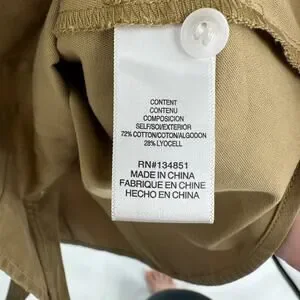 CONTENT
CONTENU
COMPOSICION
SELF/SOI/EXTERIOR
72% COTTON/COTON/ALGODON
28% LYOCELL
RN#134851
MADE IN CHINA
FABRIQUE EN CHINE
HECHO EN CHINA